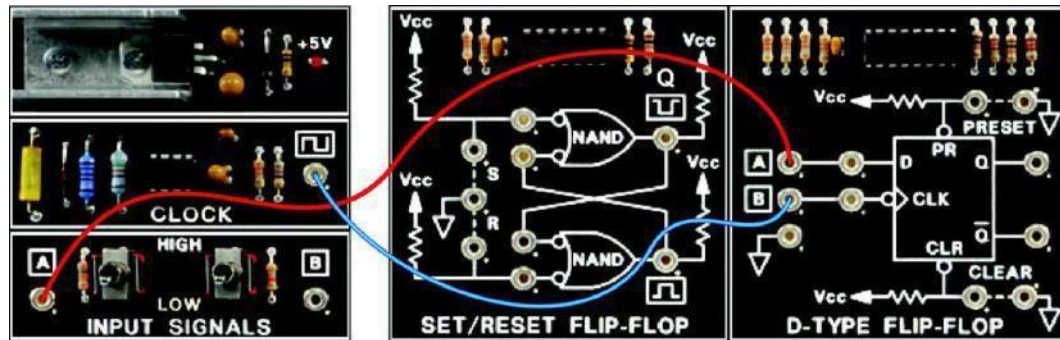 +5V
CLOCK
A
HIGH
B
LOW
INPUT SIGNALS
Vcc
Q
Vcc
NAND
S
Vcc
R
Vcc
NAND
SET/RESET FLIP-FLOP
Vcc
PRESET
PR
A
D
Q
B
CLK
Q̅
CLR
CLEAR
Vcc
D-TYPE FLIP-FLOP